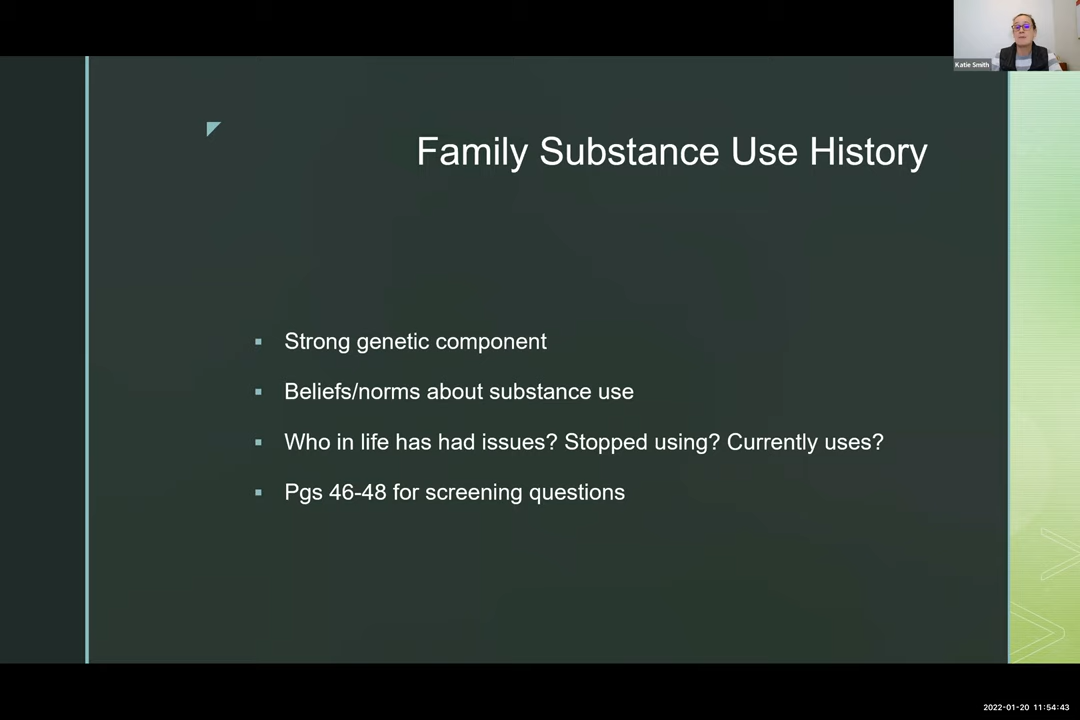 Katie Smith
Family Substance Use History
▪ Strong genetic component
▪ Beliefs/norms about substance use
▪ Who in life has had issues? Stopped using? Currently uses?
▪ Pgs 46-48 for screening questions
2022-01-20 11:54:43